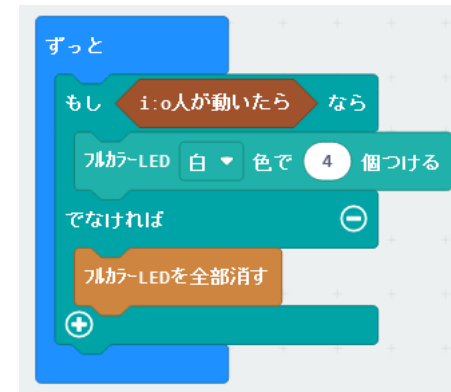 ずっと
もし i:o人が動いたら なら
フルカラーLED 白 色で 4 個つける
でなければ
フルカラーLEDを全部消す